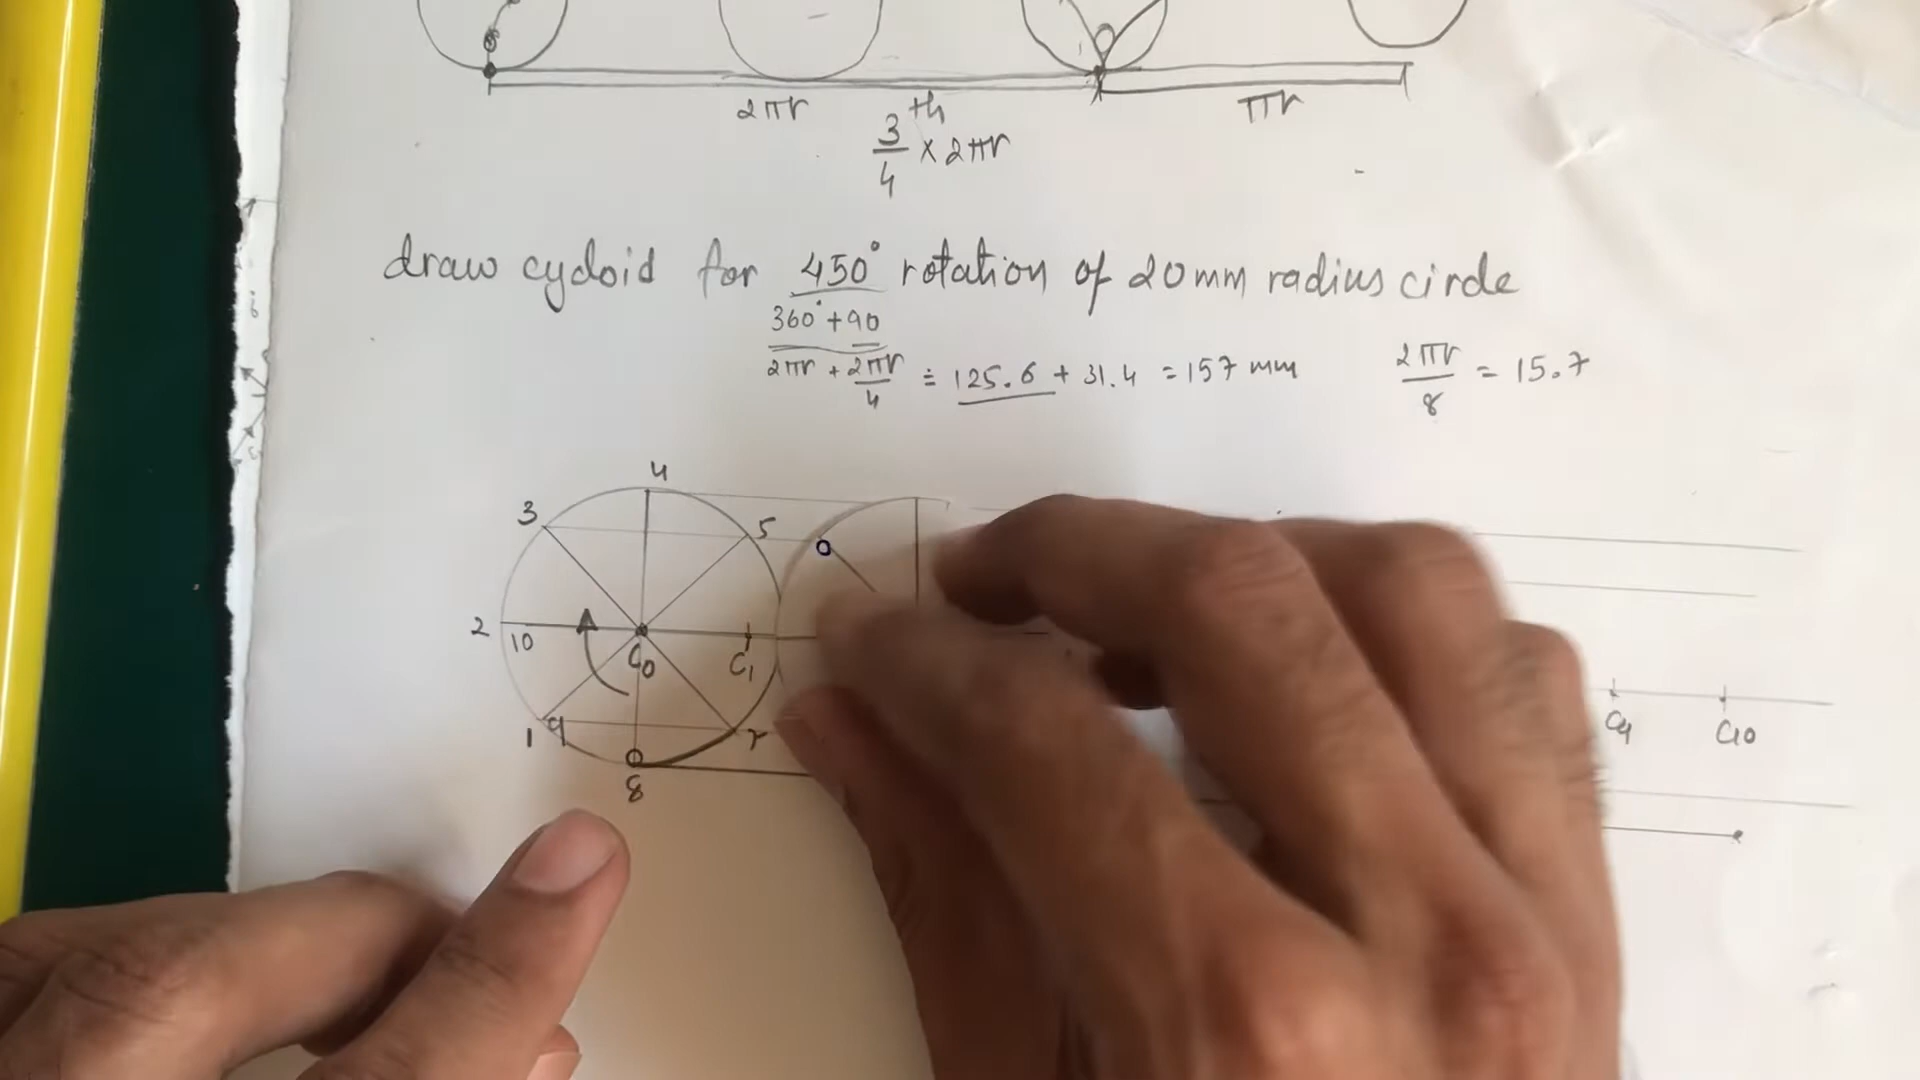 2πr
πr
3/4 th × 2πr
draw cycloid for 450° rotation of 20mm radius circle
360° + 90
2πr + 2πr/4 = 125.6 + 31.4 = 157 mm
2πr/8 = 15.7
4
3
5
2
10
C0
C1
1
9
7
8
C9
C10